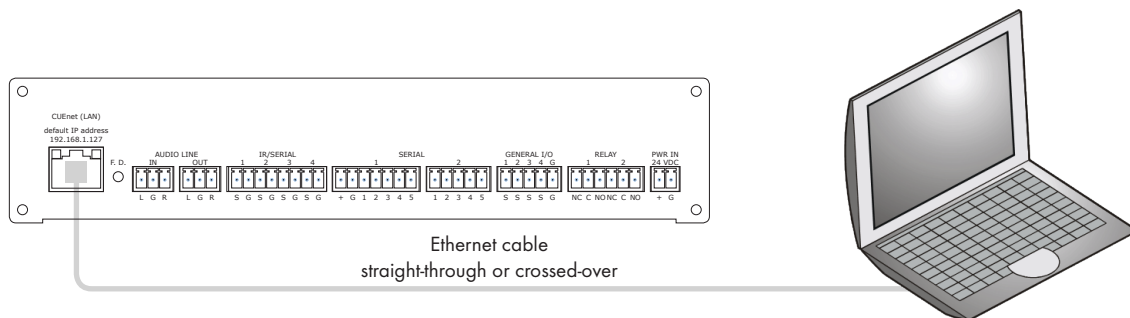 CUEnet (LAN)
default IP address
192.168.1.127
F. D.
AUDIO LINE
IN OUT
L G R L G R
IR/SERIAL
1 2 3 4
S G S G S G S G
SERIAL
1 2
+ G 1 2 3 4 5 1 2 3 4 5
GENERAL I/O
1 2 3 4 G
S S S S G
RELAY
1 2
NC C NO NC C NO
PWR IN
24 VDC
+ G
Ethernet cable
straight-through or crossed-over